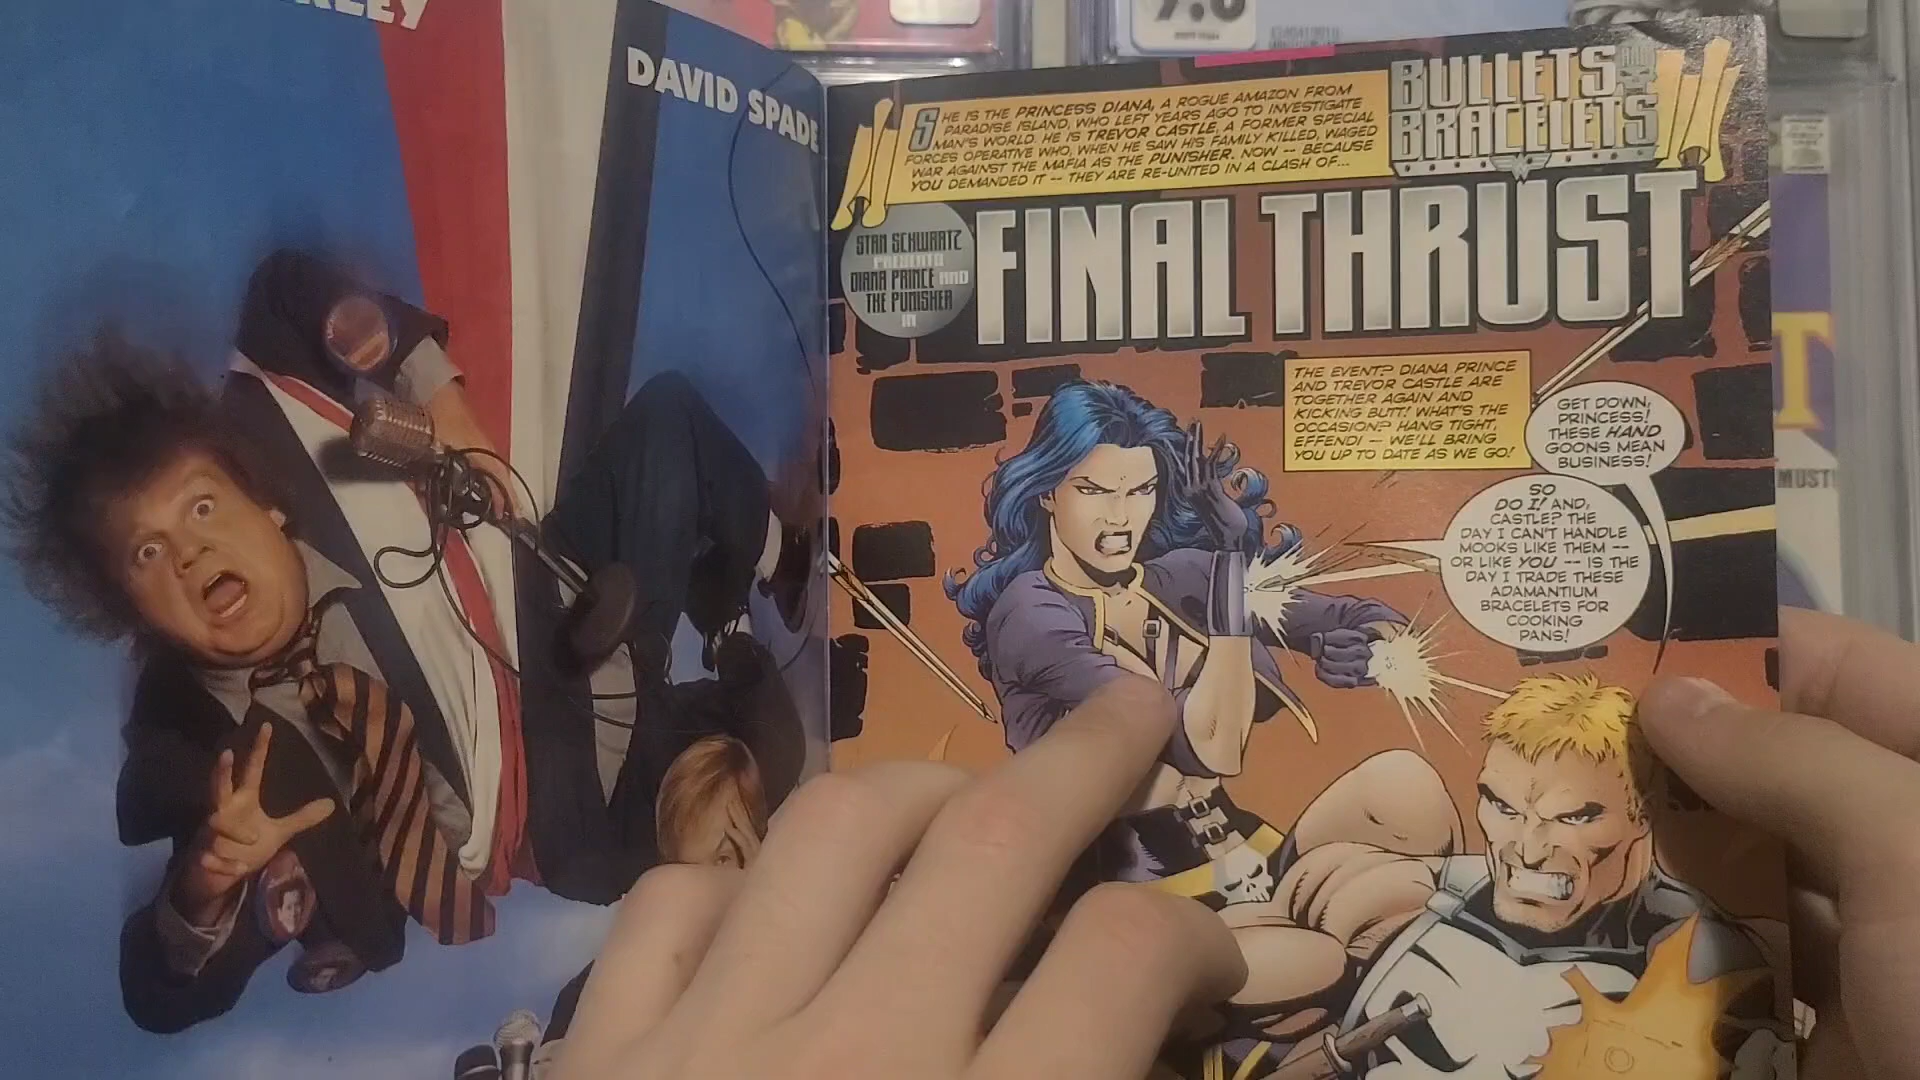 DAVID SPADE
9.8
SHE IS THE PRINCESS DIANA, A ROGUE AMAZON FROM
PARADISE ISLAND, WHO LEFT YEARS AGO TO INVESTIGATE
MAN'S WORLD. HE IS TREVOR CASTLE, A FORMER SPECIAL
FORCES OPERATIVE WHO, WHEN HE SAW HIS FAMILY KILLED, WAGED
WAR AGAINST THE MAFIA AS THE PUNISHER. NOW -- BECAUSE
YOU DEMANDED IT -- THEY ARE RE-UNITED IN A CLASH OF...
BULLETS AND
BRACELETS
STAN SCHWARTZ
PRESENTS
DIANA PRINCE AND
THE PUNISHER
IN
FINAL THRUST
THE EVENT? DIANA PRINCE
AND TREVOR CASTLE ARE
TOGETHER AGAIN AND
KICKING BUTT! WHAT'S THE
OCCASION? HANG TIGHT,
EFFENDI -- WE'LL BRING
YOU UP TO DATE AS WE GO!
GET DOWN,
PRINCESS!
THESE HAND
GOONS MEAN
BUSINESS!
SO
DO I! AND,
CASTLE? THE
DAY I CAN'T HANDLE
MOOKS LIKE THEM --
OR LIKE YOU -- IS THE
DAY I TRADE THESE
ADAMANTIUM
BRACELETS FOR
COOKING
PANS!
MUST